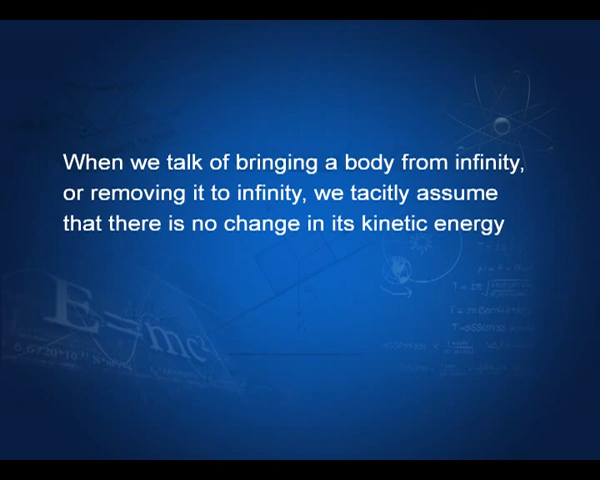 When we talk of bringing a body from infinity,
or removing it to infinity, we tacitly assume
that there is no change in its kinetic energy
E=mc²